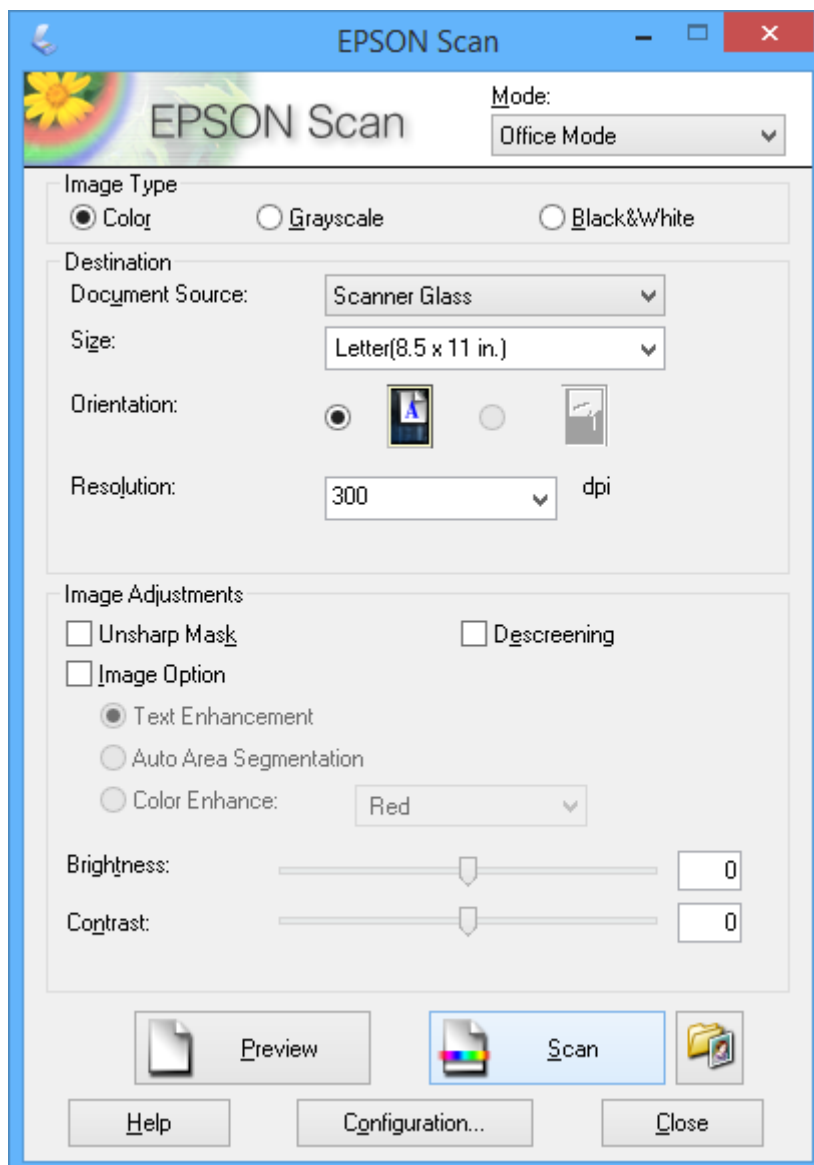 EPSON Scan
EPSON Scan
Mode:
Office Mode
Image Type
Color Grayscale Black&White
Destination
Document Source: Scanner Glass
Size: Letter(8.5 x 11 in.)
Orientation: A
Resolution: 300 dpi
Image Adjustments
Unsharp Mask Descreening
Image Option
Text Enhancement
Auto Area Segmentation
Color Enhance: Red
Brightness: 0
Contrast: 0
Preview Scan
Help Configuration... Close